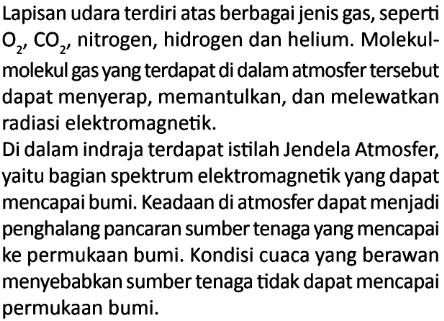 Lapisan udara terdiri atas berbagai jenis gas, seperti
O₂, CO₂, nitrogen, hidrogen dan helium. Molekul-
molekul gas yang terdapat di dalam atmosfer tersebut
dapat menyerap, memantulkan, dan melewatkan
radiasi elektromagnetik.
Di dalam indraja terdapat istilah Jendela Atmosfer,
yaitu bagian spektrum elektromagnetik yang dapat
mencapai bumi. Keadaan di atmosfer dapat menjadi
penghalang pancaran sumber tenaga yang mencapai
ke permukaan bumi. Kondisi cuaca yang berawan
menyebabkan sumber tenaga tidak dapat mencapai
permukaan bumi.